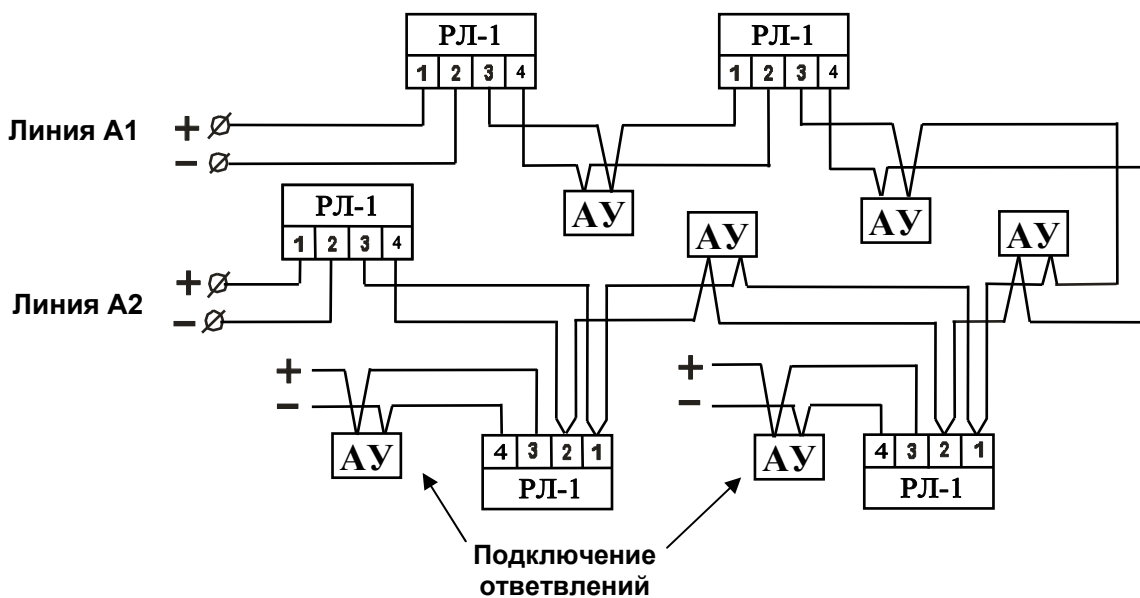 РЛ-1
1 2 3 4
РЛ-1
1 2 3 4
Линия А1
+
−
АУ
АУ
РЛ-1
1 2 3 4
АУ
АУ
Линия А2
+
−
+
−
АУ
4 3 2 1
РЛ-1
+
−
АУ
4 3 2 1
РЛ-1
Подключение
ответвлений